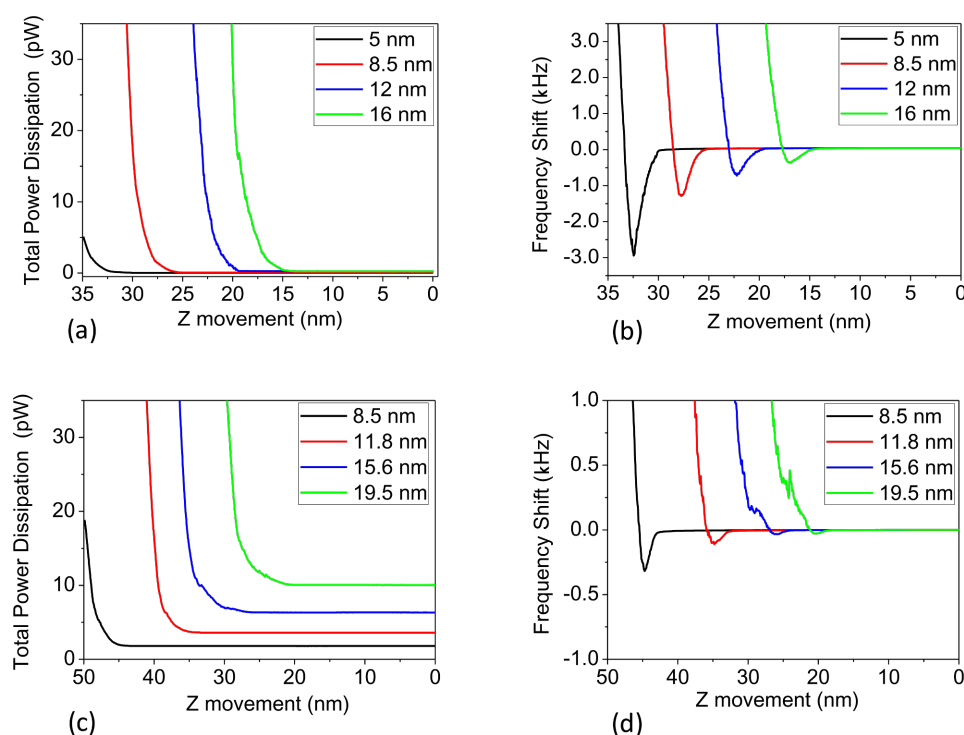 Total Power Dissipation (pW)
30
20
10
0
35 30 25 20 15 10 5 0
Z movement (nm)
5 nm
8.5 nm
12 nm
16 nm
(a)
Frequency Shift (kHz)
3.0
2.0
1.0
0.0
-1.0
-2.0
-3.0
35 30 25 20 15 10 5 0
Z movement (nm)
5 nm
8.5 nm
12 nm
16 nm
(b)
Total Power Dissipation (pW)
30
20
10
0
50 40 30 20 10 0
Z movement (nm)
8.5 nm
11.8 nm
15.6 nm
19.5 nm
(c)
Frequency Shift (kHz)
1.0
0.5
0.0
-0.5
-1.0
50 40 30 20 10 0
Z movement (nm)
8.5 nm
11.8 nm
15.6 nm
19.5 nm
(d)